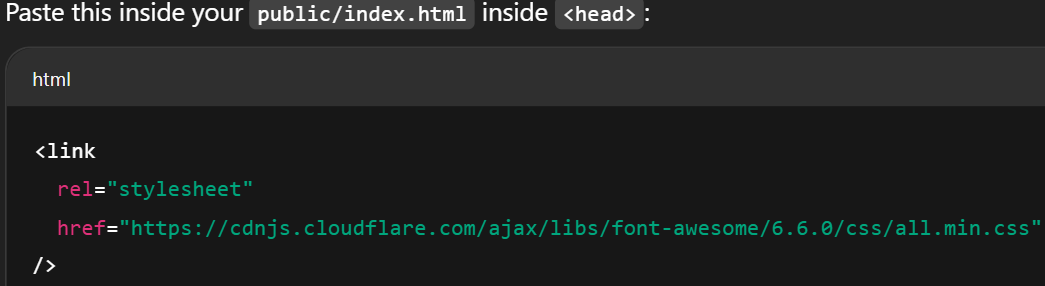 Paste this inside your public/index.html inside <head>:
html
<link
rel="stylesheet"
href="https://cdnjs.cloudflare.com/ajax/libs/font-awesome/6.6.0/css/all.min.css"
/>